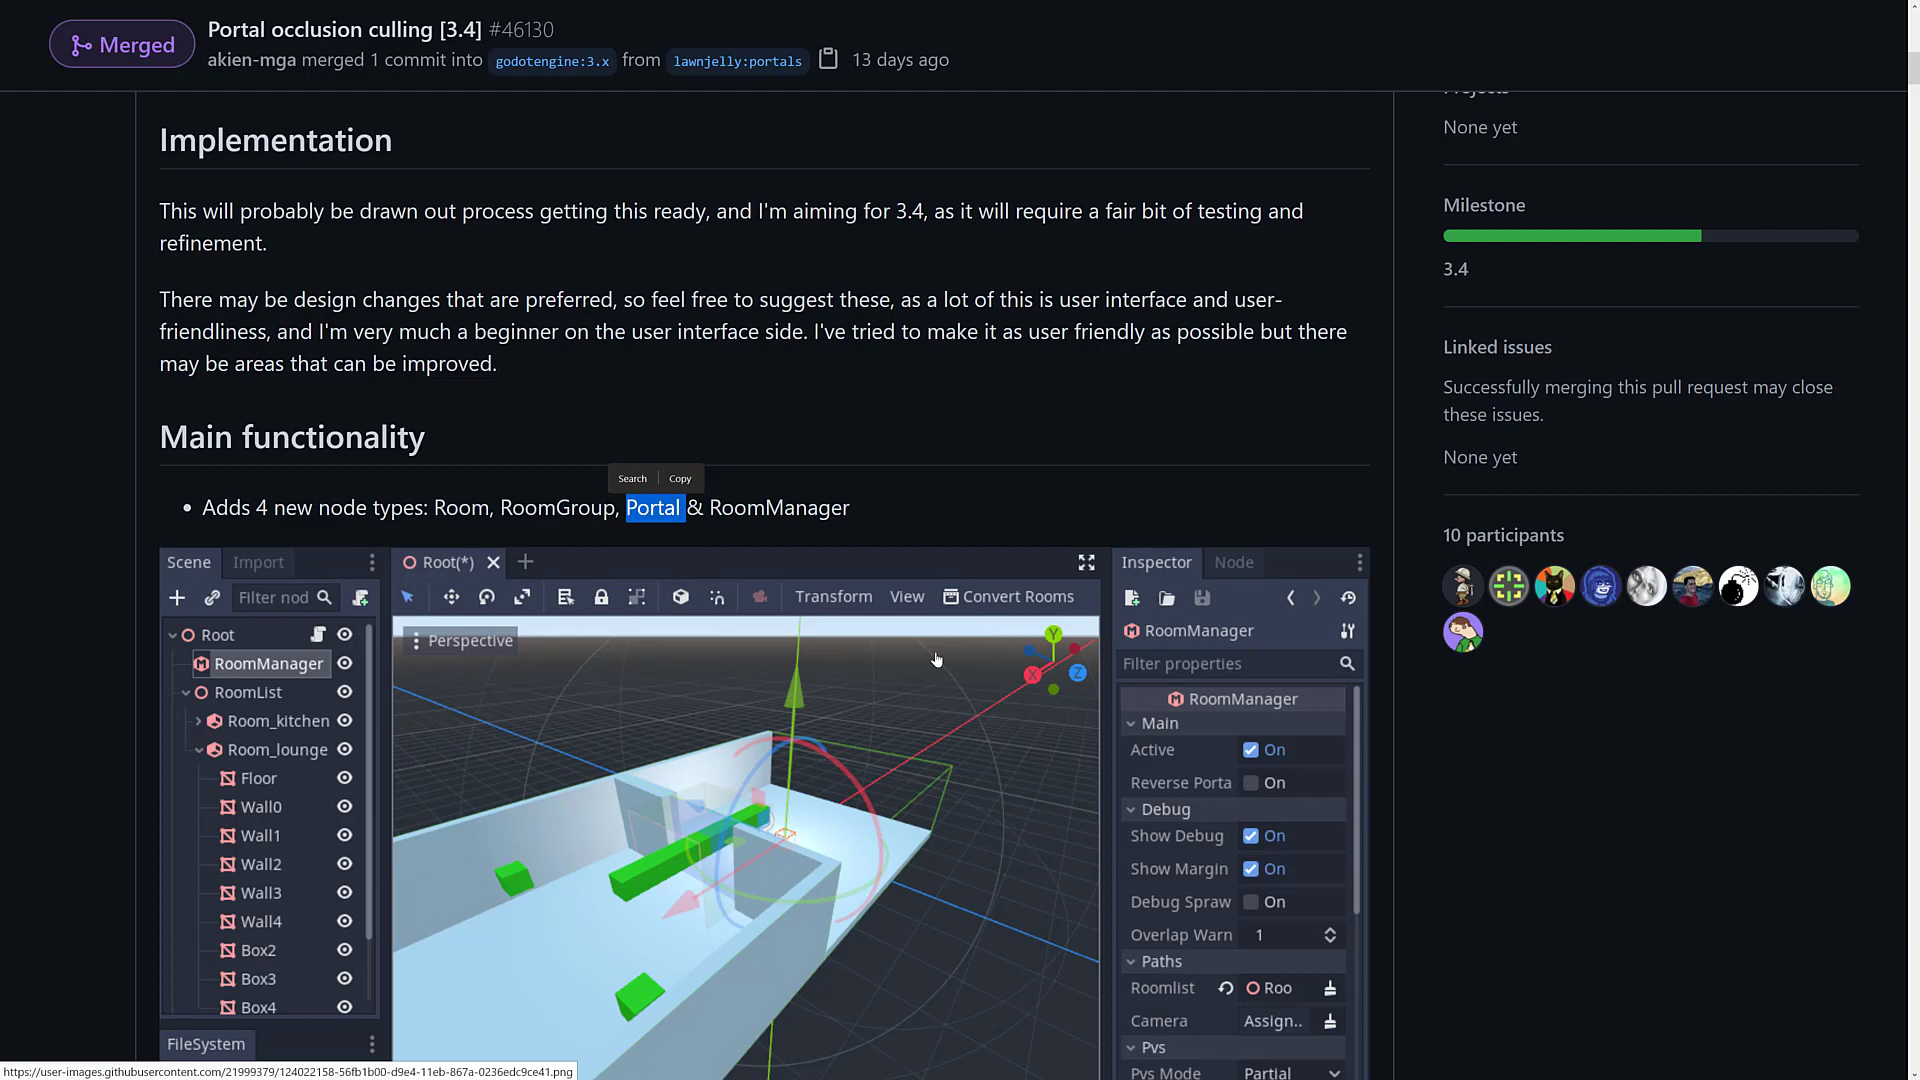 Merged
Portal occlusion culling [3.4] #46130
akien-mga merged 1 commit into godotengine:3.x from lawnjelly:portals 13 days ago
Implementation
This will probably be drawn out process getting this ready, and I'm aiming for 3.4, as it will require a fair bit of testing and
refinement.
There may be design changes that are preferred, so feel free to suggest these, as a lot of this is user interface and user-
friendliness, and I'm very much a beginner on the user interface side. I've tried to make it as user friendly as possible but there
may be areas that can be improved.
Main functionality
Search Copy
• Adds 4 new node types: Room, RoomGroup, Portal & RoomManager
Scene Import
Filter nod
Root
RoomManager
RoomList
Room_kitchen
Room_lounge
Floor
Wall0
Wall1
Wall2
Wall3
Wall4
Box2
Box3
Box4
FileSystem
Root(*)
Transform View Convert Rooms
Perspective
Y
X
Z
Inspector Node
RoomManager
Filter properties
RoomManager
Main
Active On
Reverse Porta On
Debug
Show Debug On
Show Margin On
Debug Spraw On
Overlap Warn 1
Paths
Roomlist Roo
Camera Assign..
Pvs
Pvs Mode Partial
Projects
None yet
Milestone
3.4
Linked issues
Successfully merging this pull request may close
these issues.
None yet
10 participants
https://user-images.githubusercontent.com/21999379/124022158-56fb1b00-d9e4-11eb-867a-0236edc9ce41.png